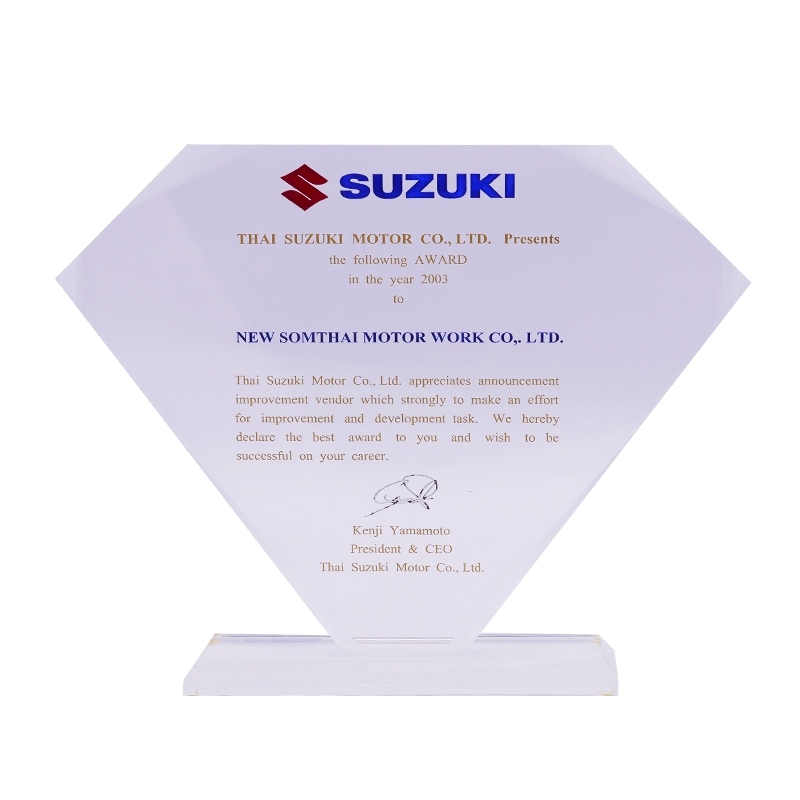 SUZUKI
THAI SUZUKI MOTOR CO., LTD. Presents
the following AWARD
in the year 2003
to
NEW SOMTHAI MOTOR WORK CO,. LTD.
Thai Suzuki Motor Co., Ltd. appreciates announcement
improvement vendor which strongly to make an effort
for improvement and development task. We hereby
declare the best award to you and wish to be
successful on your career.
Kenji Yamamoto
President & CEO
Thai Suzuki Motor Co., Ltd.